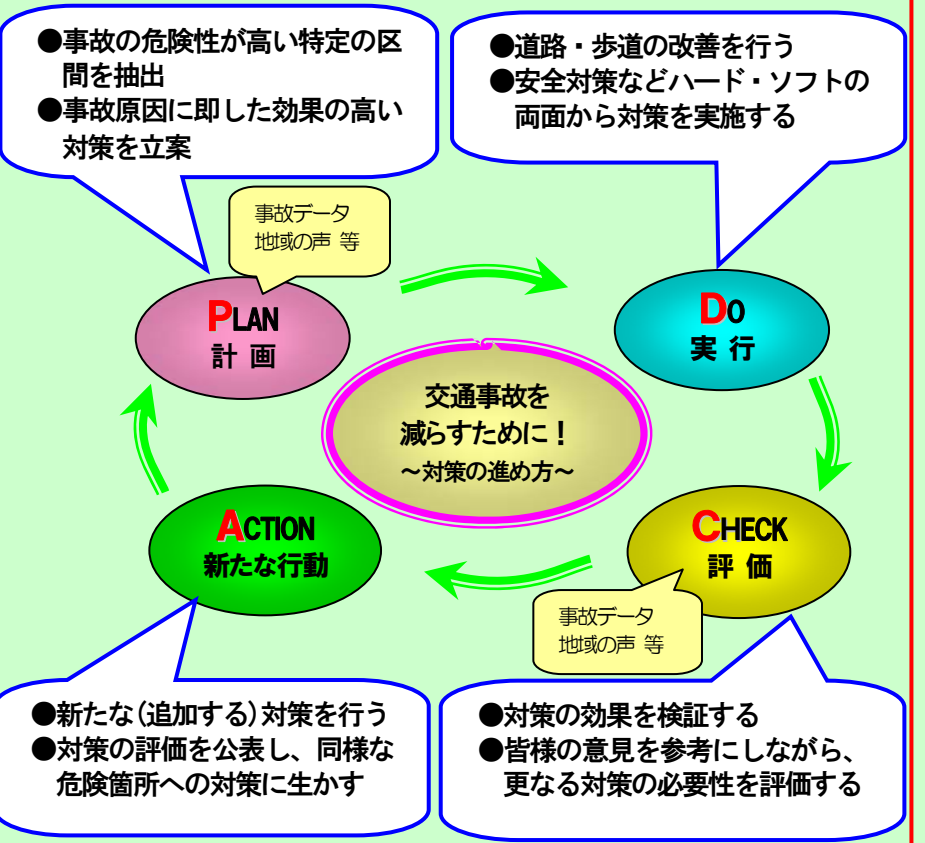 ●事故の危険性が高い特定の区
間を抽出
●事故原因に即した効果の高い
対策を立案
●道路・歩道の改善を行う
●安全対策などハード・ソフトの
両面から対策を実施する
事故データ
地域の声 等
PLAN
計 画
DO
実 行
交通事故を
減らすために！
～対策の進め方～
ACTION
新たな行動
CHECK
評 価
事故データ
地域の声 等
●新たな(追加する)対策を行う
●対策の評価を公表し、同様な
危険箇所への対策に生かす
●対策の効果を検証する
●皆様の意見を参考にしながら、
更なる対策の必要性を評価する